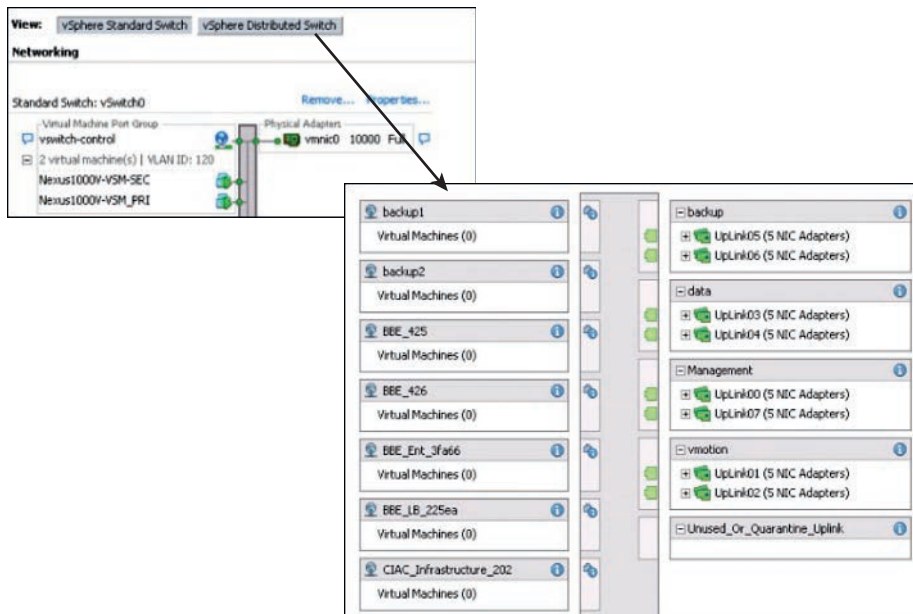 View: vSphere Standard Switch vSphere Distributed Switch
Networking
Standard Switch: vSwitch0 Remove... Properties...
Virtual Machine Port Group Physical Adapters
vswitch-control vmnic0 10000 Full
2 virtual machine(s) | VLAN ID: 120
Nexus1000V-VSM-SEC
Nexus1000V-VSM_PRI
backup1
Virtual Machines (0)
backup2
Virtual Machines (0)
BBE_425
Virtual Machines (0)
BBE_426
Virtual Machines (0)
BBE_Ent_3fa66
Virtual Machines (0)
BBE_LB_225ea
Virtual Machines (0)
CIAC_Infrastructure_202
Virtual Machines (0)
backup
UpLink05 (5 NIC Adapters)
UpLink06 (5 NIC Adapters)
data
UpLink03 (5 NIC Adapters)
UpLink04 (5 NIC Adapters)
Management
UpLink00 (5 NIC Adapters)
UpLink07 (5 NIC Adapters)
vmotion
UpLink01 (5 NIC Adapters)
UpLink02 (5 NIC Adapters)
Unused_Or_Quarantine_Uplink